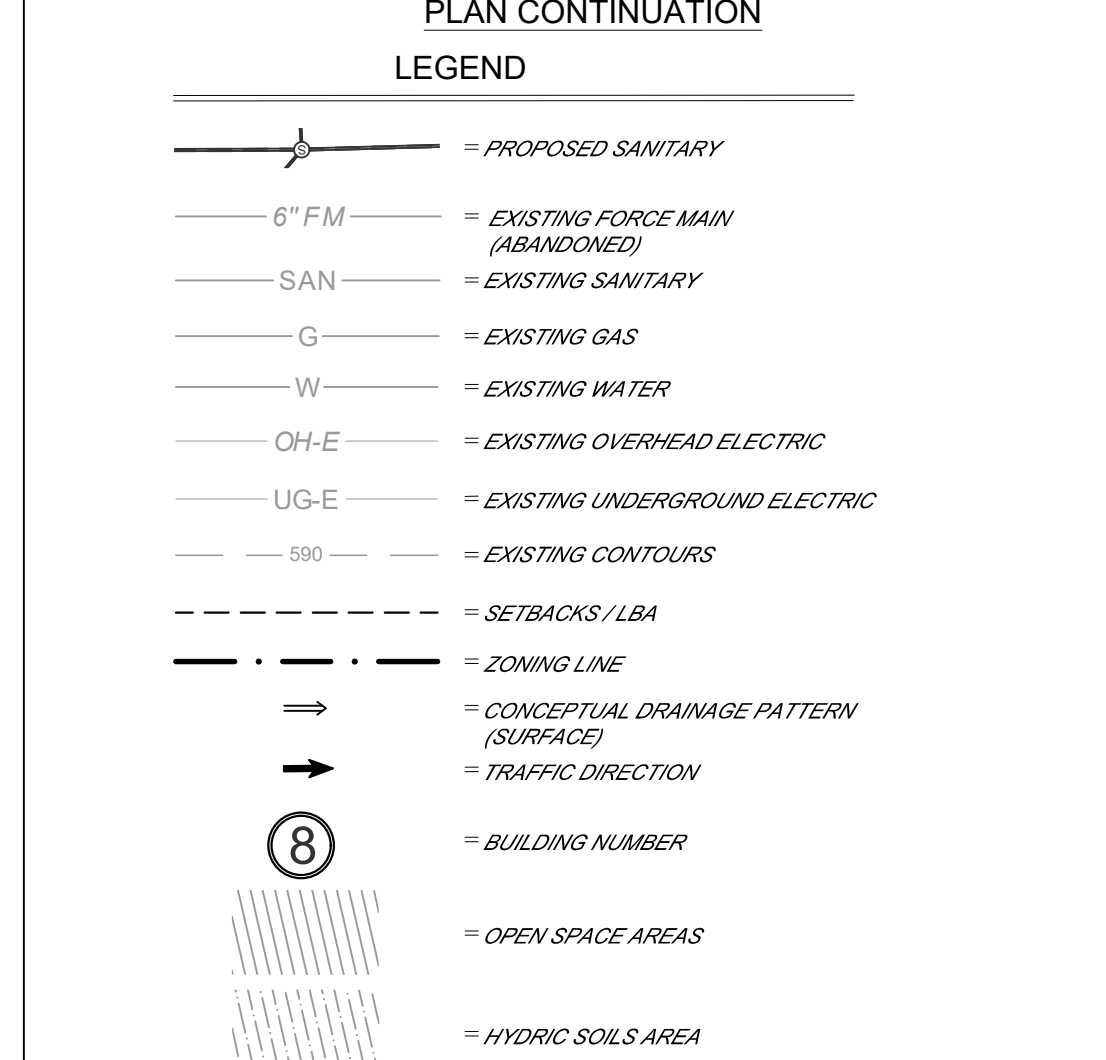 PLAN CONTINUATION
LEGEND
S = PROPOSED SANITARY
6" FM = EXISTING FORCE MAIN
(ABANDONED)
SAN = EXISTING SANITARY
G = EXISTING GAS
W = EXISTING WATER
OH-E = EXISTING OVERHEAD ELECTRIC
UG-E = EXISTING UNDERGROUND ELECTRIC
590 = EXISTING CONTOURS
= SETBACKS / LBA
= ZONING LINE
= CONCEPTUAL DRAINAGE PATTERN
(SURFACE)
= TRAFFIC DIRECTION
8 = BUILDING NUMBER
= OPEN SPACE AREAS
= HYDRIC SOILS AREA